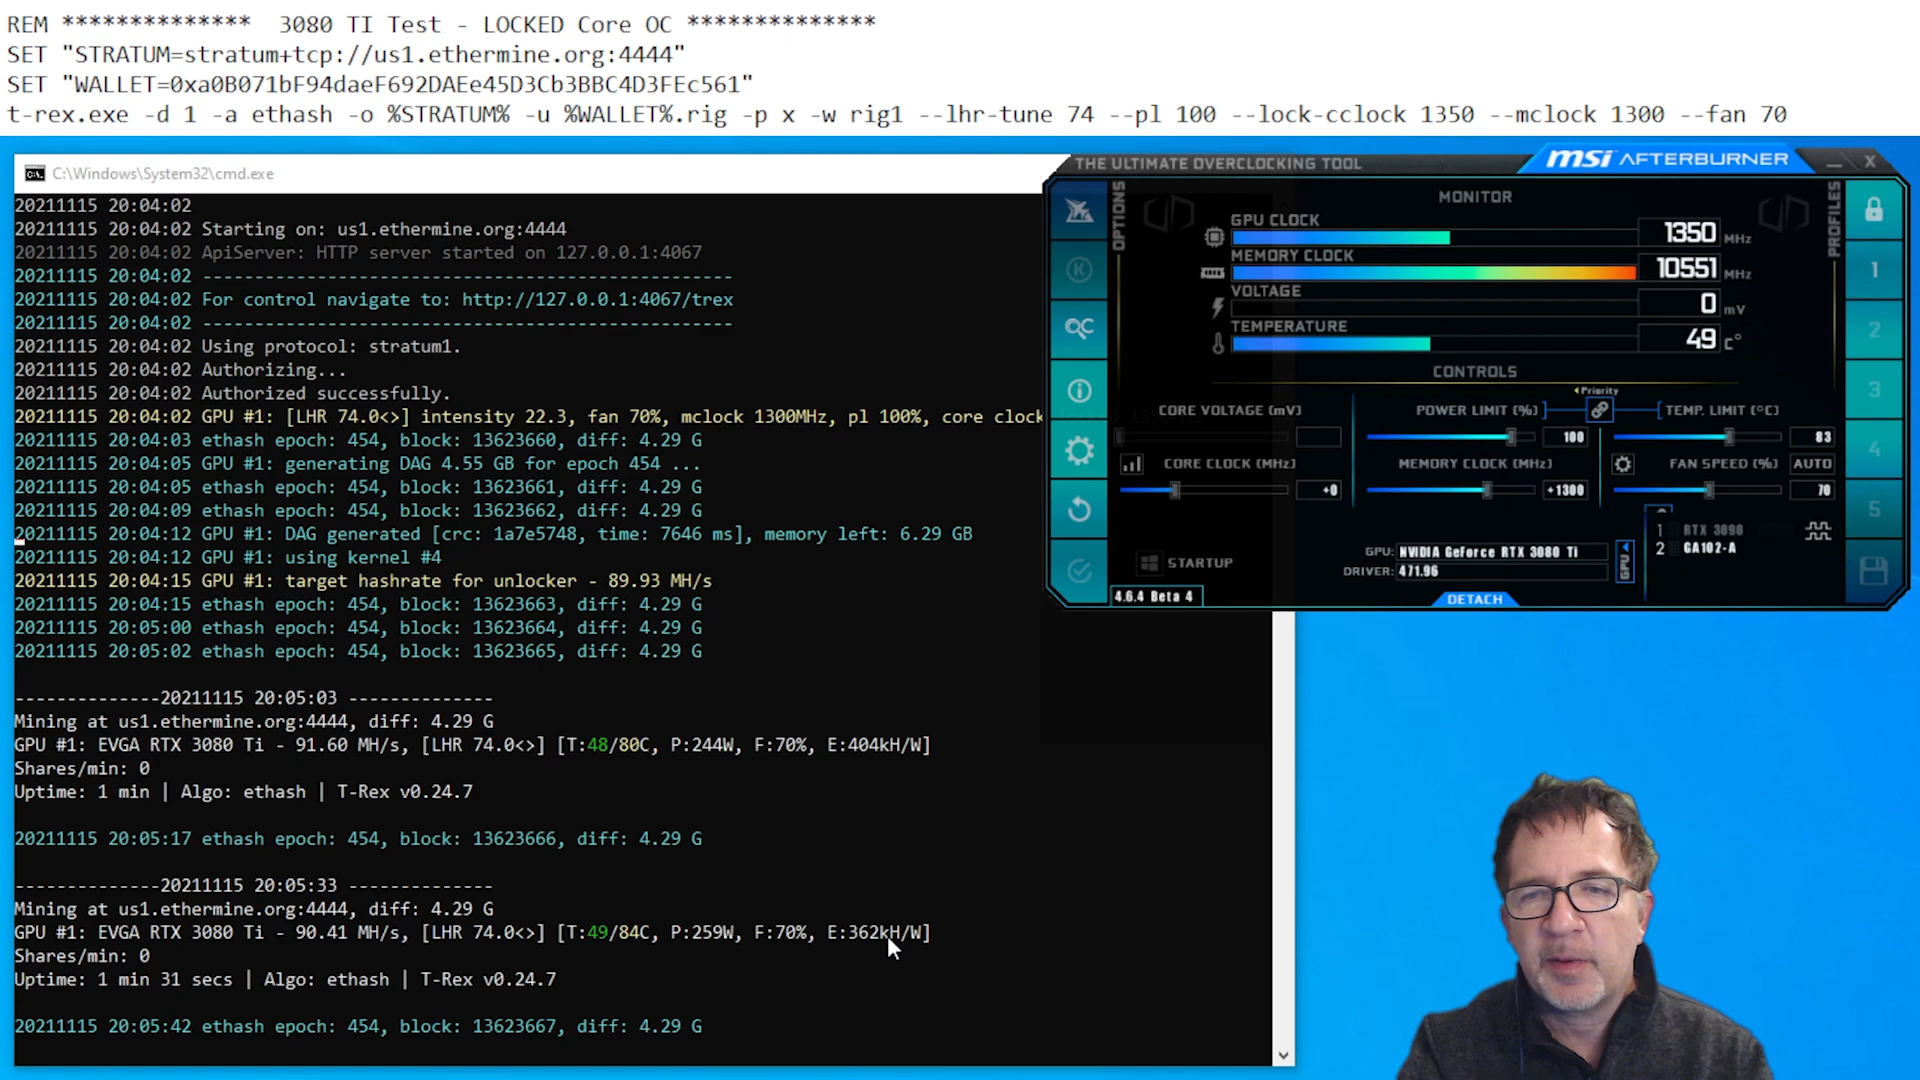 REM ************** 3080 TI Test - LOCKED Core OC **************
SET "STRATUM=stratum+tcp://us1.ethermine.org:4444"
SET "WALLET=0xa0B071bF94daeF692DAEe45D3Cb3BBC4D3FEc561"
t-rex.exe -d 1 -a ethash -o %STRATUM% -u %WALLET%.rig -p x -w rig1 --lhr-tune 74 --pl 100 --lock-cclock 1350 --mclock 1300 --fan 70
C:\Windows\System32\cmd.exe
20211115 20:04:02
20211115 20:04:02 Starting on: us1.ethermine.org:4444
20211115 20:04:02 ApiServer: HTTP server started on 127.0.0.1:4067
20211115 20:04:02 ---------------------------------------------------
20211115 20:04:02 For control navigate to: http://127.0.0.1:4067/trex
20211115 20:04:02 ---------------------------------------------------
20211115 20:04:02 Using protocol: stratum1.
20211115 20:04:02 Authorizing...
20211115 20:04:02 Authorized successfully.
20211115 20:04:02 GPU #1: [LHR 74.0<>] intensity 22.3, fan 70%, mclock 1300MHz, pl 100%, core clock
20211115 20:04:03 ethash epoch: 454, block: 13623660, diff: 4.29 G
20211115 20:04:05 GPU #1: generating DAG 4.55 GB for epoch 454 ...
20211115 20:04:05 ethash epoch: 454, block: 13623661, diff: 4.29 G
20211115 20:04:09 ethash epoch: 454, block: 13623662, diff: 4.29 G
20211115 20:04:12 GPU #1: DAG generated [crc: 1a7e5748, time: 7646 ms], memory left: 6.29 GB
20211115 20:04:12 GPU #1: using kernel #4
20211115 20:04:15 GPU #1: target hashrate for unlocker - 89.93 MH/s
20211115 20:04:15 ethash epoch: 454, block: 13623663, diff: 4.29 G
20211115 20:05:00 ethash epoch: 454, block: 13623664, diff: 4.29 G
20211115 20:05:02 ethash epoch: 454, block: 13623665, diff: 4.29 G
--------------20211115 20:05:03 --------------
Mining at us1.ethermine.org:4444, diff: 4.29 G
GPU #1: EVGA RTX 3080 Ti - 91.60 MH/s, [LHR 74.0<>] [T:48/80C, P:244W, F:70%, E:404kH/W]
Shares/min: 0
Uptime: 1 min | Algo: ethash | T-Rex v0.24.7
20211115 20:05:17 ethash epoch: 454, block: 13623666, diff: 4.29 G
--------------20211115 20:05:33 --------------
Mining at us1.ethermine.org:4444, diff: 4.29 G
GPU #1: EVGA RTX 3080 Ti - 90.41 MH/s, [LHR 74.0<>] [T:49/84C, P:259W, F:70%, E:362kH/W]
Shares/min: 0
Uptime: 1 min 31 secs | Algo: ethash | T-Rex v0.24.7
20211115 20:05:42 ethash epoch: 454, block: 13623667, diff: 4.29 G
THE ULTIMATE OVERCLOCKING TOOL
msi AFTERBURNER
OPTIONS
PROFILES
MONITOR
GPU CLOCK 1350 MHz
MEMORY CLOCK 10551 MHz
VOLTAGE 0 mV
TEMPERATURE 49 C°
CONTROLS
Priority
CORE VOLTAGE (mV)
POWER LIMIT (%) 100
TEMP. LIMIT (°C) 83
CORE CLOCK (MHz) +0
MEMORY CLOCK (MHz) +1300
FAN SPEED (%) AUTO 70
K
OC
1
2
3
4
5
STARTUP
GPU: NVIDIA GeForce RTX 3080 Ti
DRIVER: 471.96
GPU
1 RTX 3090
2 GA102-A
4.6.4 Beta 4
DETACH